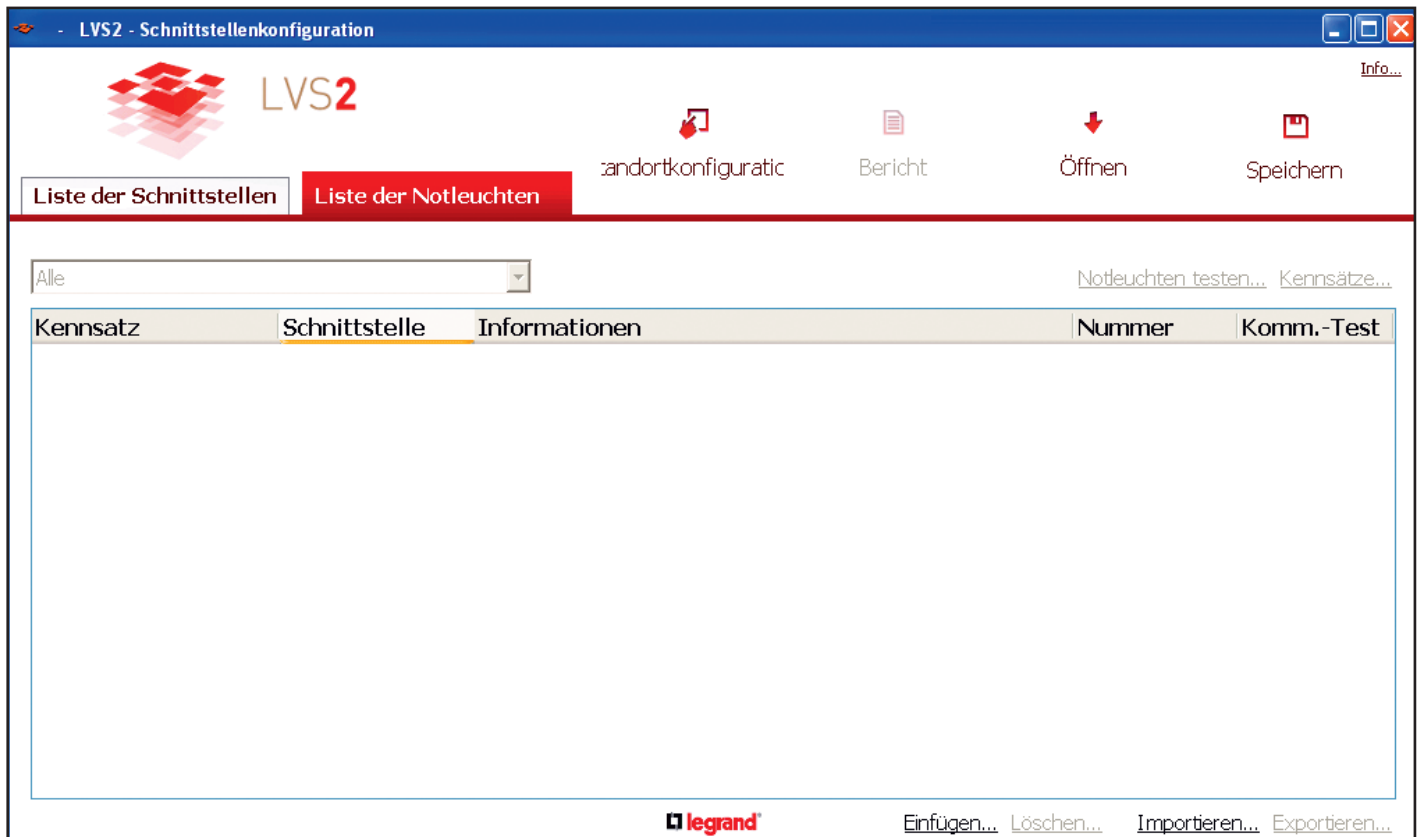 - LVS2 - Schnittstellenkonfiguration
Info...
LVS2
tandortkonfiguratic
Bericht
Öffnen
Speichern
Liste der Schnittstellen
Liste der Notleuchten
Alle
Notleuchten testen...
Kennsätze...
Kennsatz
Schnittstelle
Informationen
Nummer
Komm.-Test
legrand
Einfügen...
Löschen...
Importieren...
Exportieren...